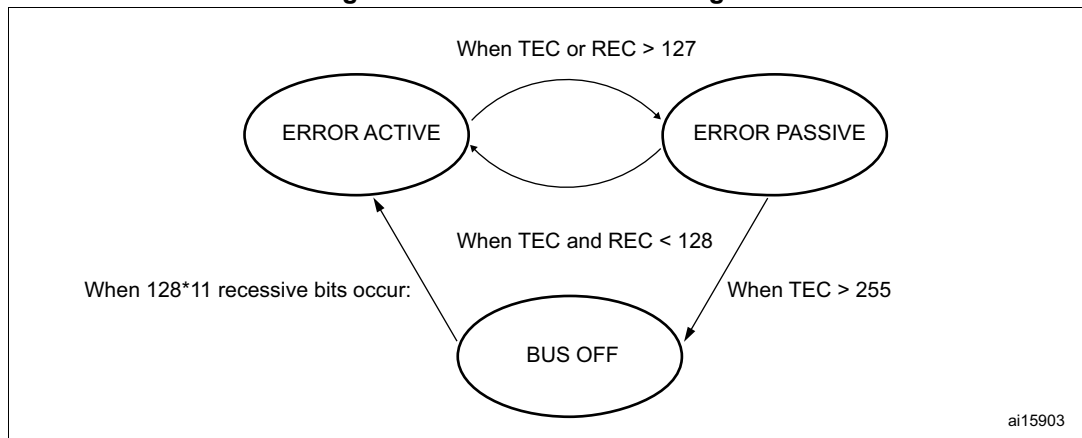 When TEC or REC > 127
ERROR ACTIVE
ERROR PASSIVE
When TEC and REC < 128
When 128*11 recessive bits occur:
When TEC > 255
BUS OFF
ai15903